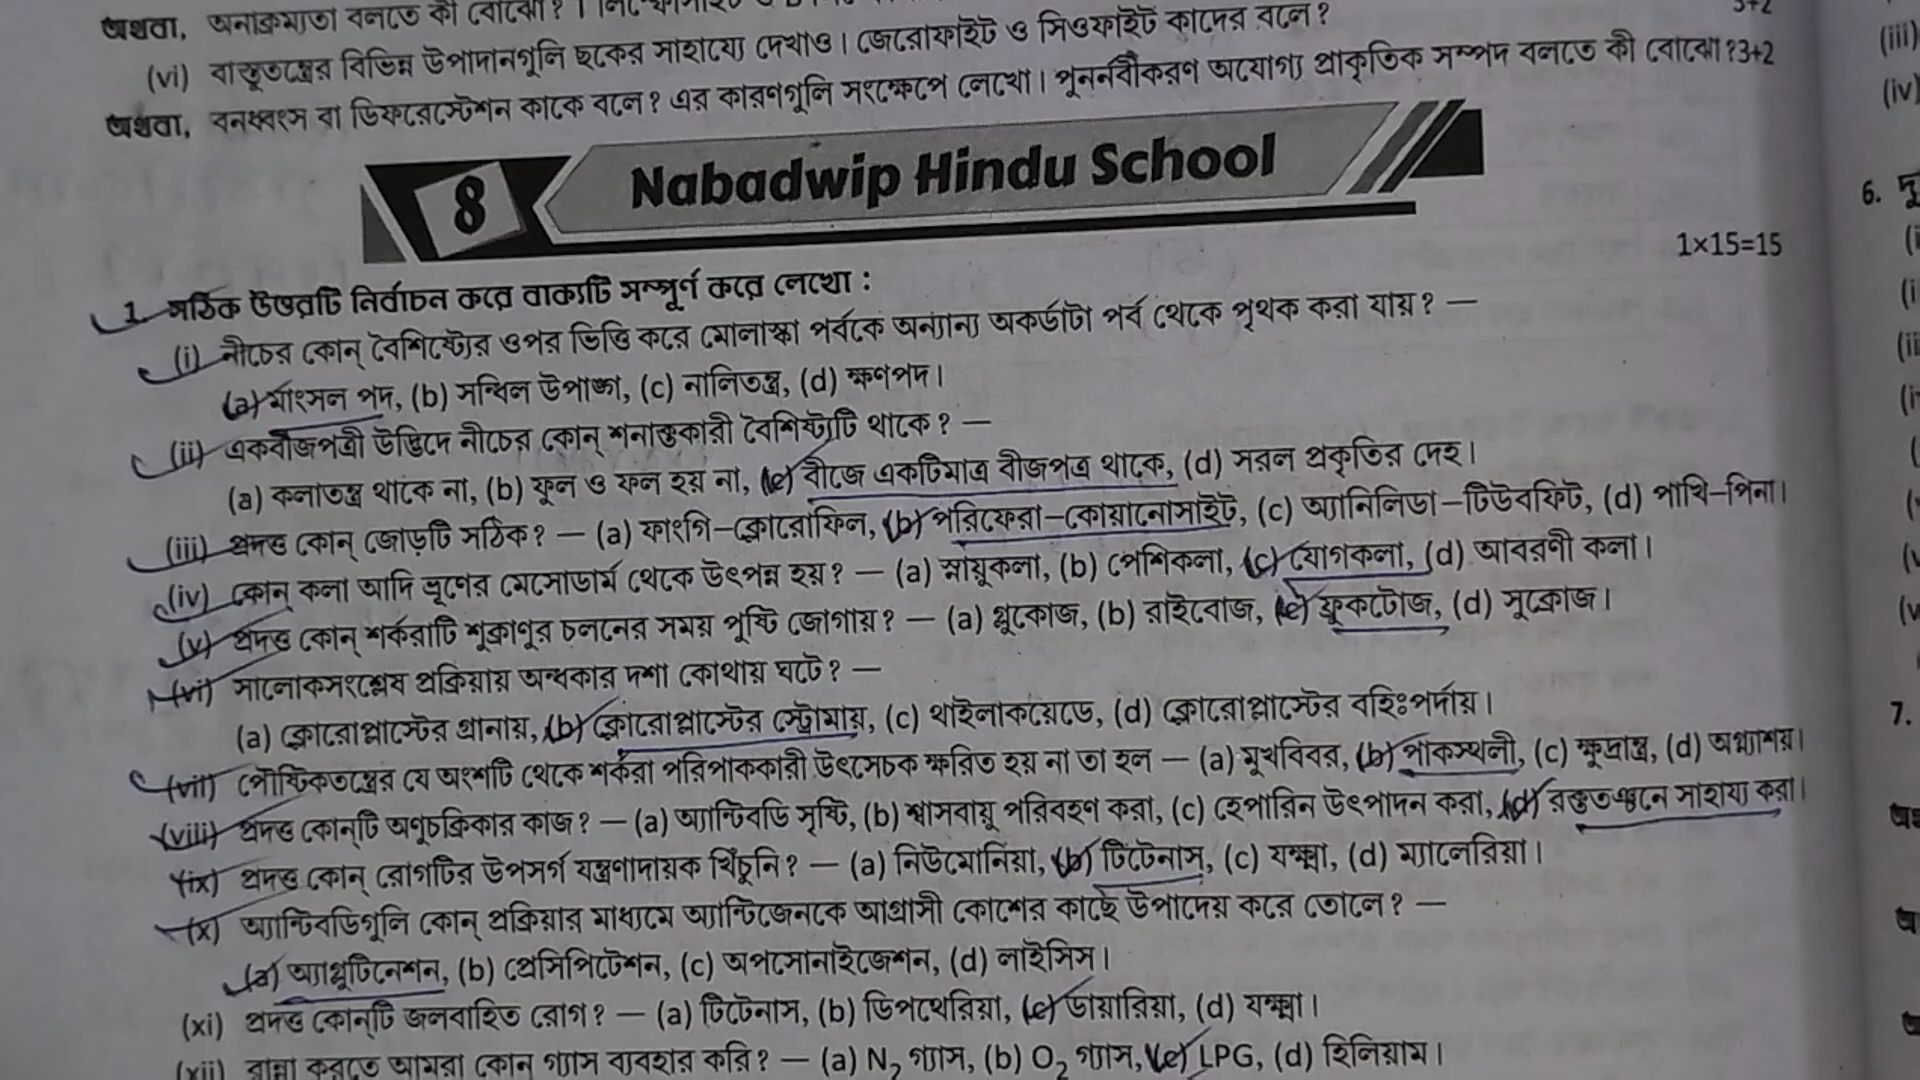 অথবা, অনাক্রম্যতা বলতে কী বোঝো?
(vi) বাস্তুতন্ত্রের বিভিন্ন উপাদানগুলি ছকের সাহায্যে দেখাও। জেরোফাইট ও সিওফাইট কাদের বলে? 3+2
অথবা, বনধ্বংস বা ডিফরেস্টেশন কাকে বলে? এর কারণগুলি সংক্ষেপে লেখো। পুনর্নবীকরণ অযোগ্য প্রাকৃতিক সম্পদ বলতে কী বোঝো? 3+2
8 Nabadwip Hindu School
1. সঠিক উত্তরটি নির্বাচন করে বাক্যটি সম্পূর্ণ করে লেখো : 1×15=15
(i) নীচের কোন্ বৈশিষ্ট্যের ওপর ভিত্তি করে মোলাস্কা পর্বকে অন্যান্য অকর্ডাটা পর্ব থেকে পৃথক করা যায়? —
(a) মাংসল পদ, (b) সন্ধিল উপাঙ্গ, (c) নালিতন্ত্র, (d) ক্ষণপদ।
(ii) একবীজপত্রী উদ্ভিদে নীচের কোন্ শনাক্তকারী বৈশিষ্ট্যটি থাকে? —
(a) কলাতন্ত্র থাকে না, (b) ফুল ও ফল হয় না, (c) বীজে একটিমাত্র বীজপত্র থাকে, (d) সরল প্রকৃতির দেহ।
(iii) প্রদত্ত কোন্ জোড়টি সঠিক? — (a) ফাংগি–ক্লোরোফিল, (b) পরিফেরা–কোয়ানোসাইট, (c) অ্যানিলিডা–টিউবফিট, (d) পাখি–পিনা।
(iv) কোন্ কলা আদি ভ্রূণের মেসোডার্ম থেকে উৎপন্ন হয়? — (a) স্নায়ুকলা, (b) পেশিকলা, (c) যোগকলা, (d) আবরণী কলা।
(v) প্রদত্ত কোন্ শর্করাটি শুক্রাণুর চলনের সময় পুষ্টি জোগায়? — (a) গ্লুকোজ, (b) রাইবোজ, (c) ফ্রুকটোজ, (d) সুক্রোজ।
(vi) সালোকসংশ্লেষ প্রক্রিয়ায় অন্ধকার দশা কোথায় ঘটে? —
(a) ক্লোরোপ্লাস্টের গ্রানায়, (b) ক্লোরোপ্লাস্টের স্ট্রোমায়, (c) থাইলাকয়েডে, (d) ক্লোরোপ্লাস্টের বহিঃপর্দায়।
(vii) পৌষ্টিকতন্ত্রের যে অংশটি থেকে শর্করা পরিপাককারী উৎসেচক ক্ষরিত হয় না তা হল — (a) মুখবিবর, (b) পাকস্থলী, (c) ক্ষুদ্রান্ত্র, (d) অগ্ন্যাশয়।
(viii) প্রদত্ত কোন্‌টি অণুচক্রিকার কাজ? — (a) অ্যান্টিবডি সৃষ্টি, (b) শ্বাসবায়ু পরিবহণ করা, (c) হেপারিন উৎপাদন করা, (d) রক্ততঞ্চনে সাহায্য করা।
(ix) প্রদত্ত কোন্ রোগটির উপসর্গ যন্ত্রণাদায়ক খিঁচুনি? — (a) নিউমোনিয়া, (b) টিটেনাস, (c) যক্ষ্মা, (d) ম্যালেরিয়া।
(x) অ্যান্টিবডিগুলি কোন্ প্রক্রিয়ার মাধ্যমে অ্যান্টিজেনকে আগ্রাসী কোশের কাছে উপাদেয় করে তোলে? —
(a) অ্যাগ্লুটিনেশন, (b) প্রেসিপিটেশন, (c) অপসোনাইজেশন, (d) লাইসিস।
(xi) প্রদত্ত কোন্‌টি জলবাহিত রোগ? — (a) টিটেনাস, (b) ডিপথেরিয়া, (c) ডায়ারিয়া, (d) যক্ষ্মা।
(xii) রান্না করতে আমরা কোন গ্যাস ব্যবহার করি? — (a) N₂ গ্যাস, (b) O₂ গ্যাস, (c) LPG, (d) হিলিয়াম।
(iii)
(iv)
6.
7.